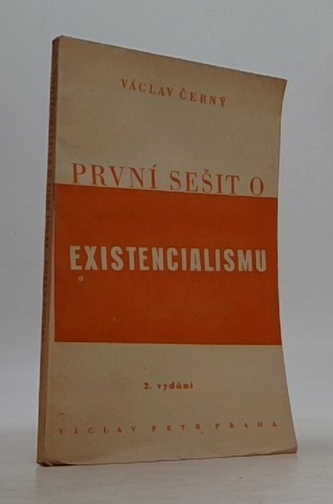 VÁCLAV ČERNÝ
PRVNÍ SEŠIT O
EXISTENCIALISMU
2. vydání
VÁCLAV PETR PRAHA